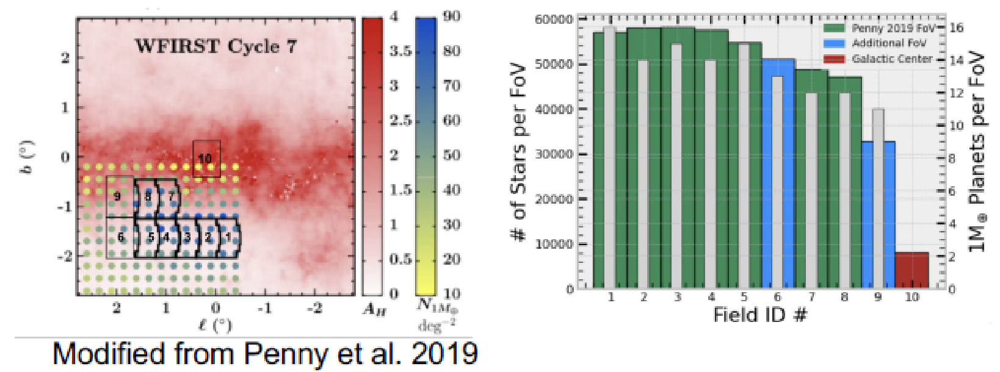 WFIRST Cycle 7
2
1
0
-1
-2
b (°)
2 1 0 -1 -2
ℓ (°)
10
9 8 7
6 5 4 3 2 1
4
3.5
3
2.5
2
1.5
1
0.5
0
A_H
90
80
70
60
50
40
30
20
10
N_{1M⊕}
deg⁻²
Modified from Penny et al. 2019
60000
50000
40000
30000
20000
10000
0
# of Stars per FoV
Penny 2019 FoV
Additional FoV
Galactic Center
16
14
12
10
8
6
4
2
0
1M⊕ Planets per FoV
1 2 3 4 5 6 7 8 9 10
Field ID #